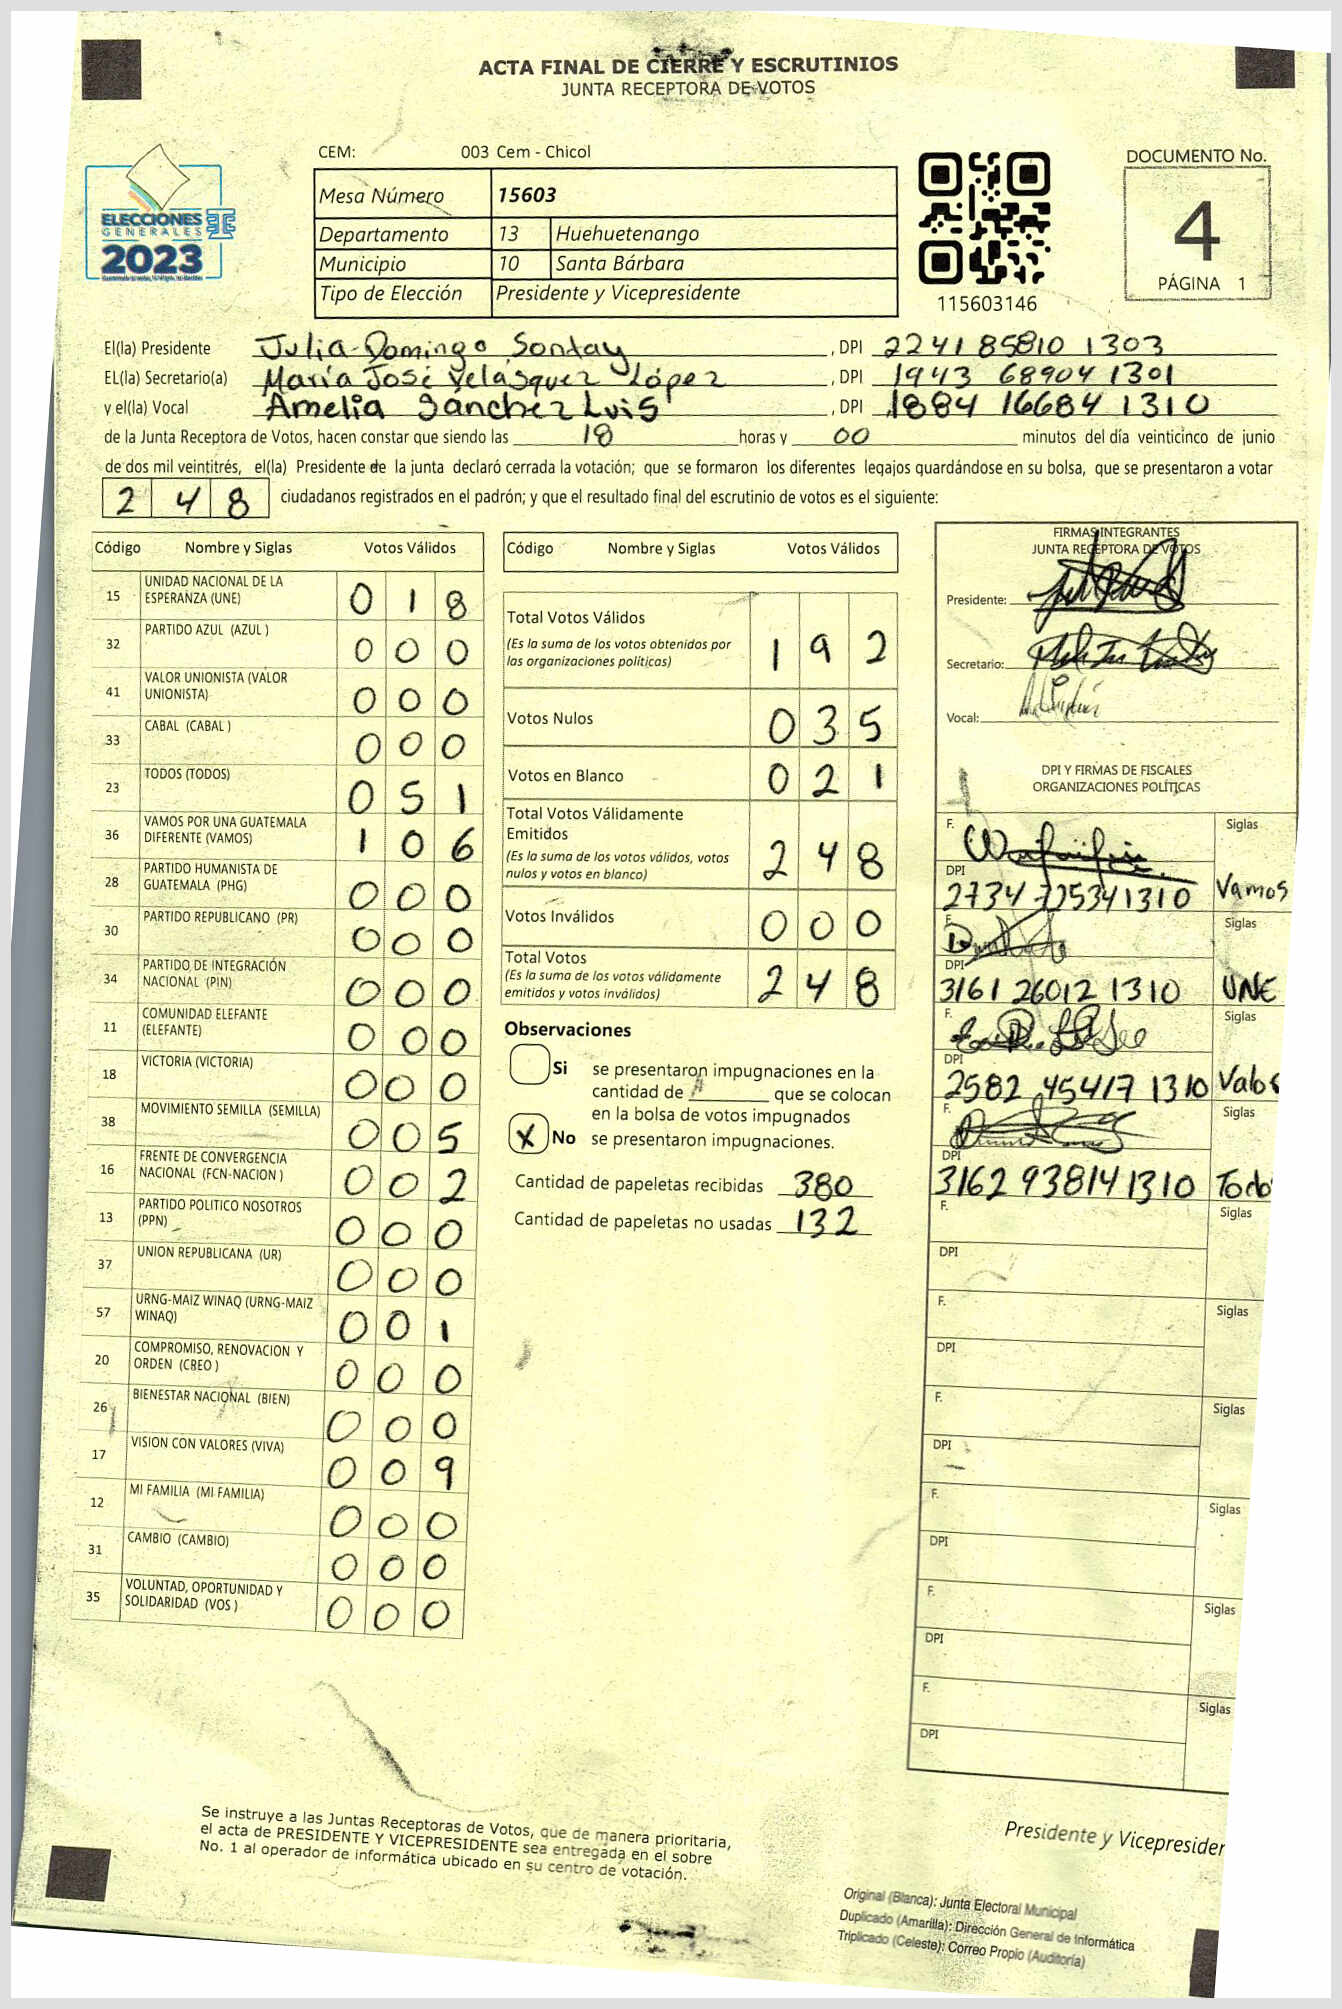 ACTA FINAL DE CIERRE Y ESCRUTINIOS
JUNTA RECEPTORA DE VOTOS
CEM: 003 Cem - Chicol
DOCUMENTO No.
4
PÁGINA 1
ELECCIONES
GENERALES
2023
Mesa Número 15603
Departamento 13 Huehuetenango
Municipio 10 Santa Bárbara
Tipo de Elección Presidente y Vicepresidente
115603146
El(la) Presidente Julia Domingo Sontay , DPI 2241 85810 1303
EL(la) Secretario(a) María José Velásquez López , DPI 1943 68904 1301
y el(la) Vocal Amelia Sánchez Luis , DPI 1884 16684 1310
de la Junta Receptora de Votos, hacen constar que siendo las 18 horas y 00 minutos del día veinticinco de junio
de dos mil veintitrés, el(la) Presidente de la junta declaró cerrada la votación; que se formaron los diferentes legajos guardándose en su bolsa, que se presentaron a votar
248 ciudadanos registrados en el padrón; y que el resultado final del escrutinio de votos es el siguiente:
Código Nombre y Siglas Votos Válidos
15 UNIDAD NACIONAL DE LA ESPERANZA (UNE) 0 1 8
32 PARTIDO AZUL (AZUL ) 0 0 0
41 VALOR UNIONISTA (VALOR UNIONISTA) 0 0 0
33 CABAL (CABAL ) 0 0 0
23 TODOS (TODOS) 0 5 1
36 VAMOS POR UNA GUATEMALA DIFERENTE (VAMOS) 1 0 6
28 PARTIDO HUMANISTA DE GUATEMALA (PHG) 0 0 0
30 PARTIDO REPUBLICANO (PR) 0 0 0
34 PARTIDO DE INTEGRACIÓN NACIONAL (PIN) 0 0 0
11 COMUNIDAD ELEFANTE (ELEFANTE) 0 0 0
18 VICTORIA (VICTORIA) 0 0 0
38 MOVIMIENTO SEMILLA (SEMILLA) 0 0 5
16 FRENTE DE CONVERGENCIA NACIONAL (FCN-NACION ) 0 0 2
13 PARTIDO POLITICO NOSOTROS (PPN) 0 0 0
37 UNION REPUBLICANA (UR) 0 0 0
57 URNG-MAIZ WINAQ (URNG-MAIZ WINAQ) 0 0 1
20 COMPROMISO, RENOVACION Y ORDEN (CREO ) 0 0 0
26 BIENESTAR NACIONAL (BIEN) 0 0 0
17 VISION CON VALORES (VIVA) 0 0 9
12 MI FAMILIA (MI FAMILIA) 0 0 0
31 CAMBIO (CAMBIO) 0 0 0
35 VOLUNTAD, OPORTUNIDAD Y SOLIDARIDAD (VOS ) 0 0 0
Código Nombre y Siglas Votos Válidos
Total Votos Válidos
(Es la suma de los votos obtenidos por
las organizaciones políticas) 1 9 2
Votos Nulos 0 3 5
Votos en Blanco 0 2 1
Total Votos Válidamente
Emitidos
(Es la suma de los votos válidos, votos
nulos y votos en blanco) 2 4 8
Votos Inválidos 0 0 0
Total Votos
(Es la suma de los votos válidamente
emitidos y votos inválidos) 2 4 8
Observaciones
Si se presentaron impugnaciones en la
cantidad de que se colocan
en la bolsa de votos impugnados
X No se presentaron impugnaciones.
Cantidad de papeletas recibidas 380
Cantidad de papeletas no usadas 132
FIRMAS INTEGRANTES
JUNTA RECEPTORA DE VOTOS
Presidente:
Secretario:
Vocal:
DPI Y FIRMAS DE FISCALES
ORGANIZACIONES POLÍTICAS
F. Siglas
DPI
2734 72534 1310 Vamos
F. Siglas
DPI
3161 26012 1310 UNE
F. Siglas
DPI
2582 45417 1310 Valo
F. Siglas
DPI
3162 93814 1310 Todo
F. Siglas
DPI
F. Siglas
DPI
F. Siglas
DPI
F. Siglas
DPI
F. Siglas
DPI
F. Siglas
DPI
Se instruye a las Juntas Receptoras de Votos, que de manera prioritaria,
el acta de PRESIDENTE Y VICEPRESIDENTE sea entregada en el sobre
No. 1 al operador de informática ubicado en su centro de votación.
Presidente y Vicepresider
Original (Blanca): Junta Electoral Municipal
Duplicado (Amarilla): Dirección General de Informática
Triplicado (Celeste): Correo Propio (Auditoría)